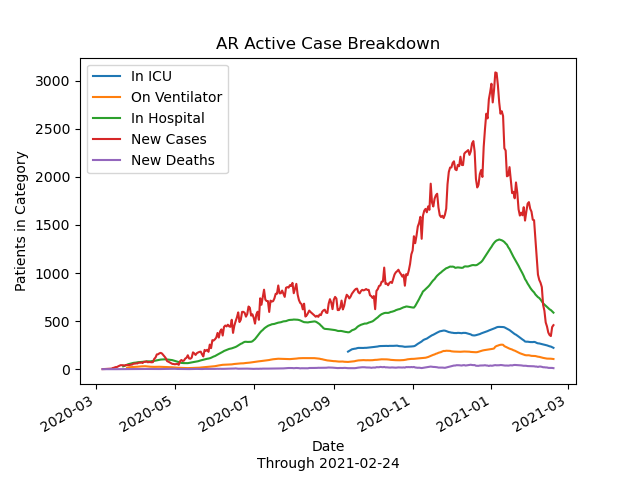 AR Active Case Breakdown
In ICU
On Ventilator
In Hospital
New Cases
New Deaths
Patients in Category
3000
2500
2000
1500
1000
500
0
2020-03
2020-05
2020-07
2020-09
2020-11
2021-01
2021-03
Date
Through 2021-02-24